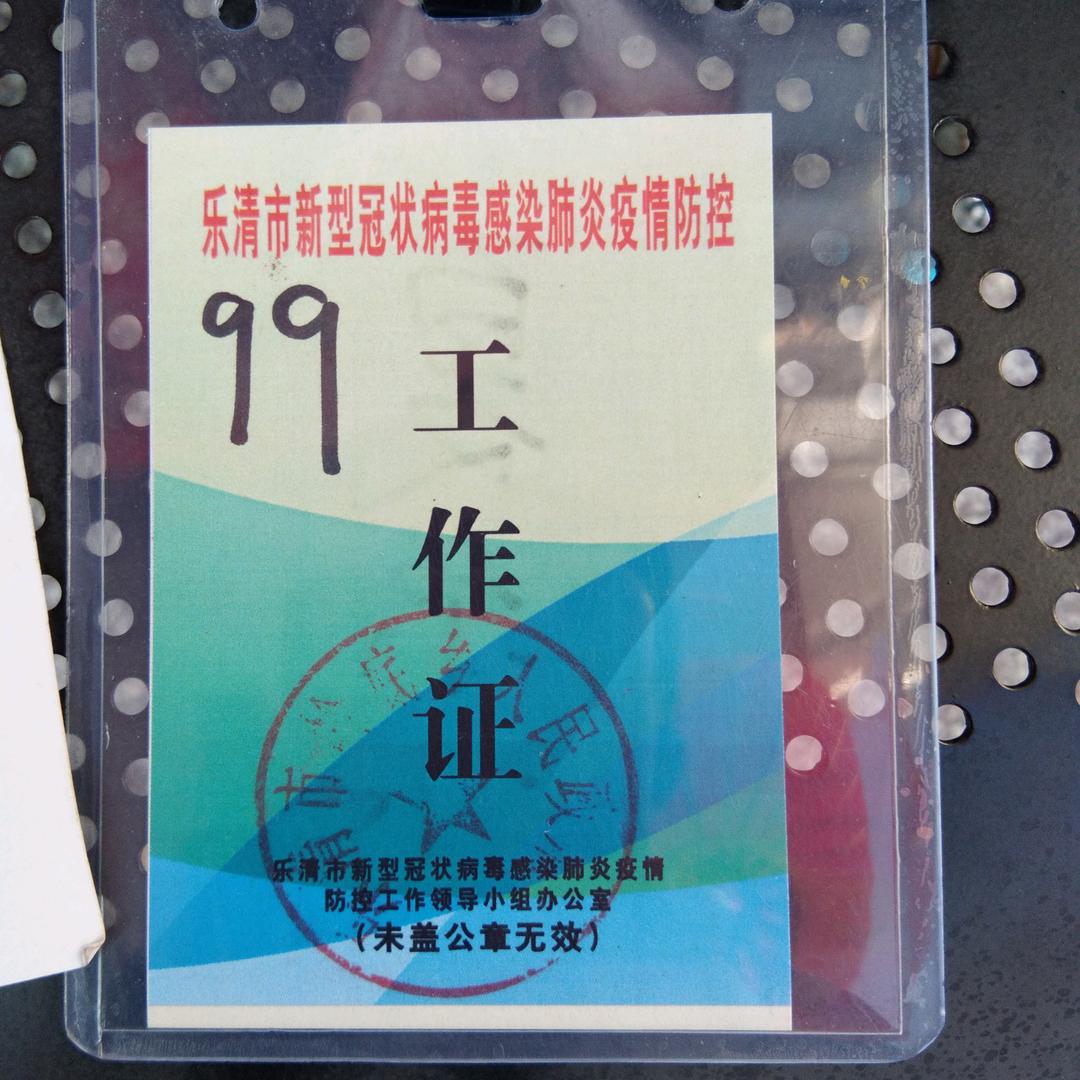 乐清市新型冠状病毒感染肺炎疫情防控
99
工
作
证
乐清市新型冠状病毒感染肺炎疫情
防控工作领导小组办公室
（未盖公章无效）